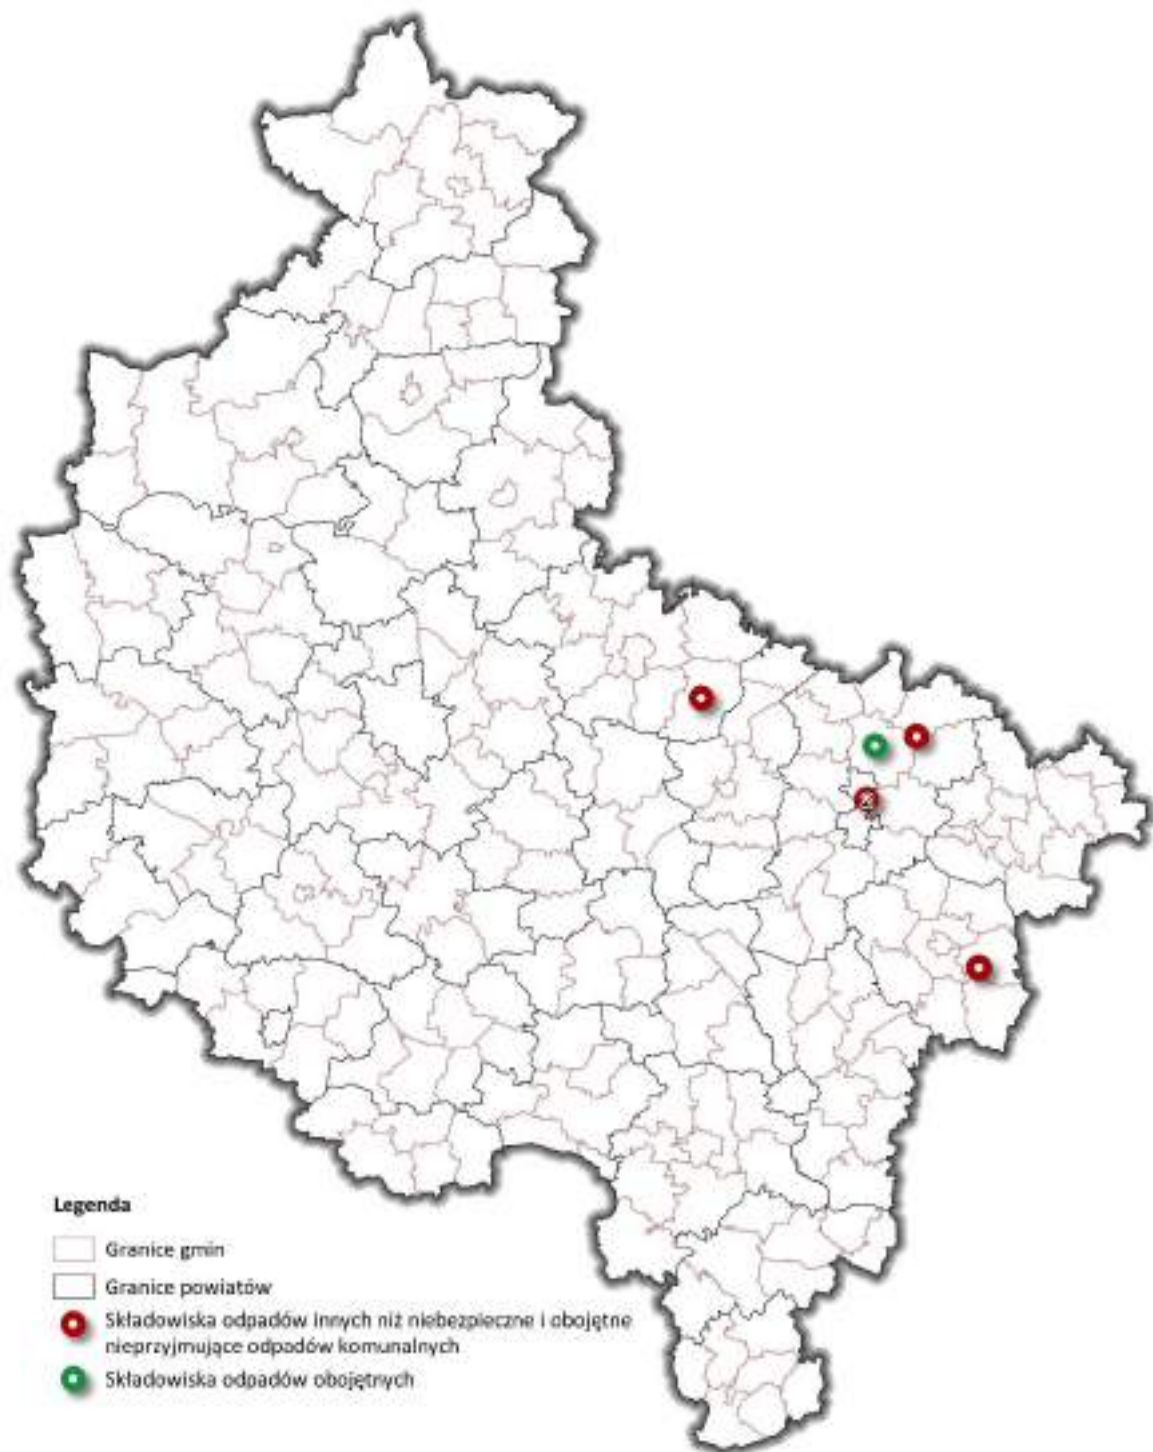 Legenda
Granice gmin
Granice powiatów
Składowiska odpadów innych niż niebezpieczne i obojętne
nieprzyjmujące odpadów komunalnych
Składowiska odpadów obojętnych